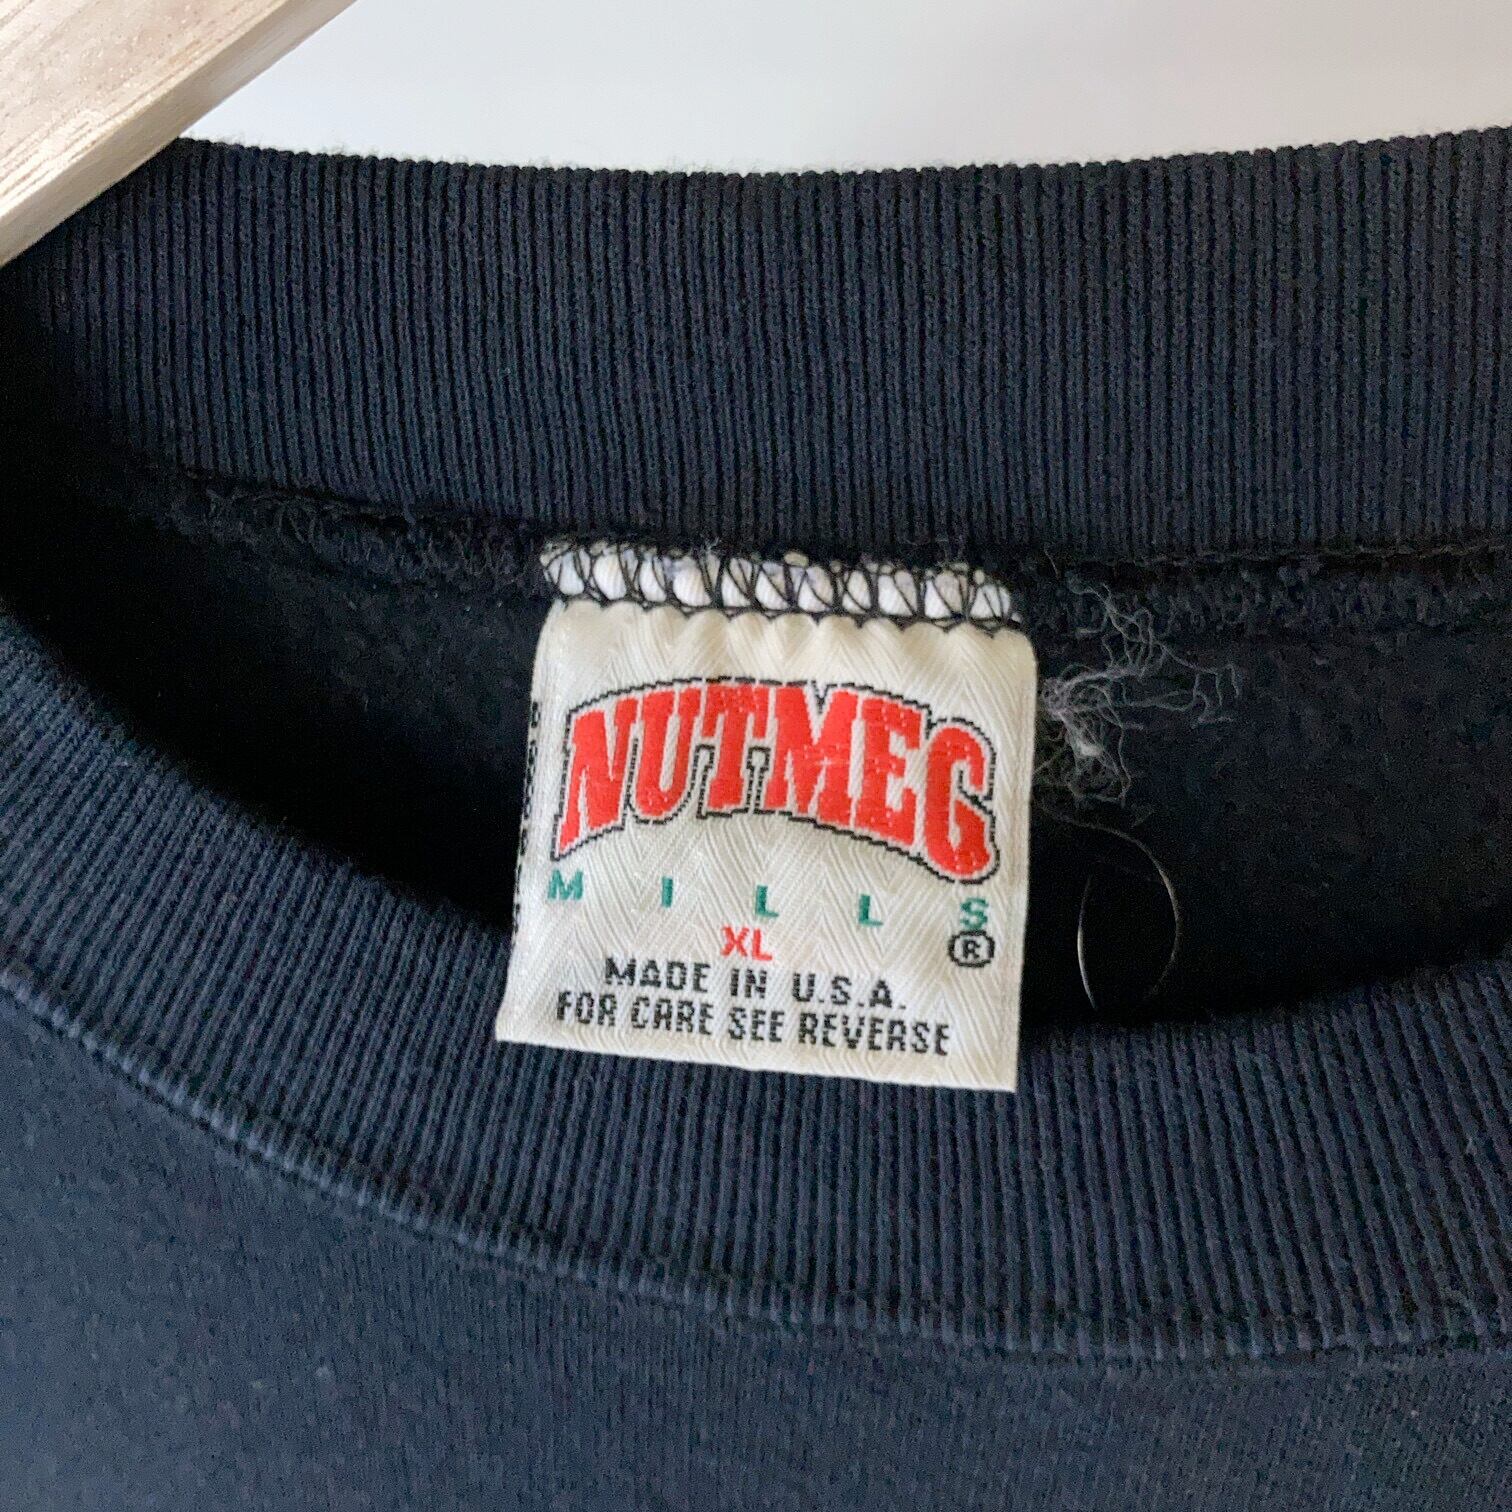 NUTMEG
MILLS
®
XL
MADE IN U.S.A.
FOR CARE SEE REVERSE